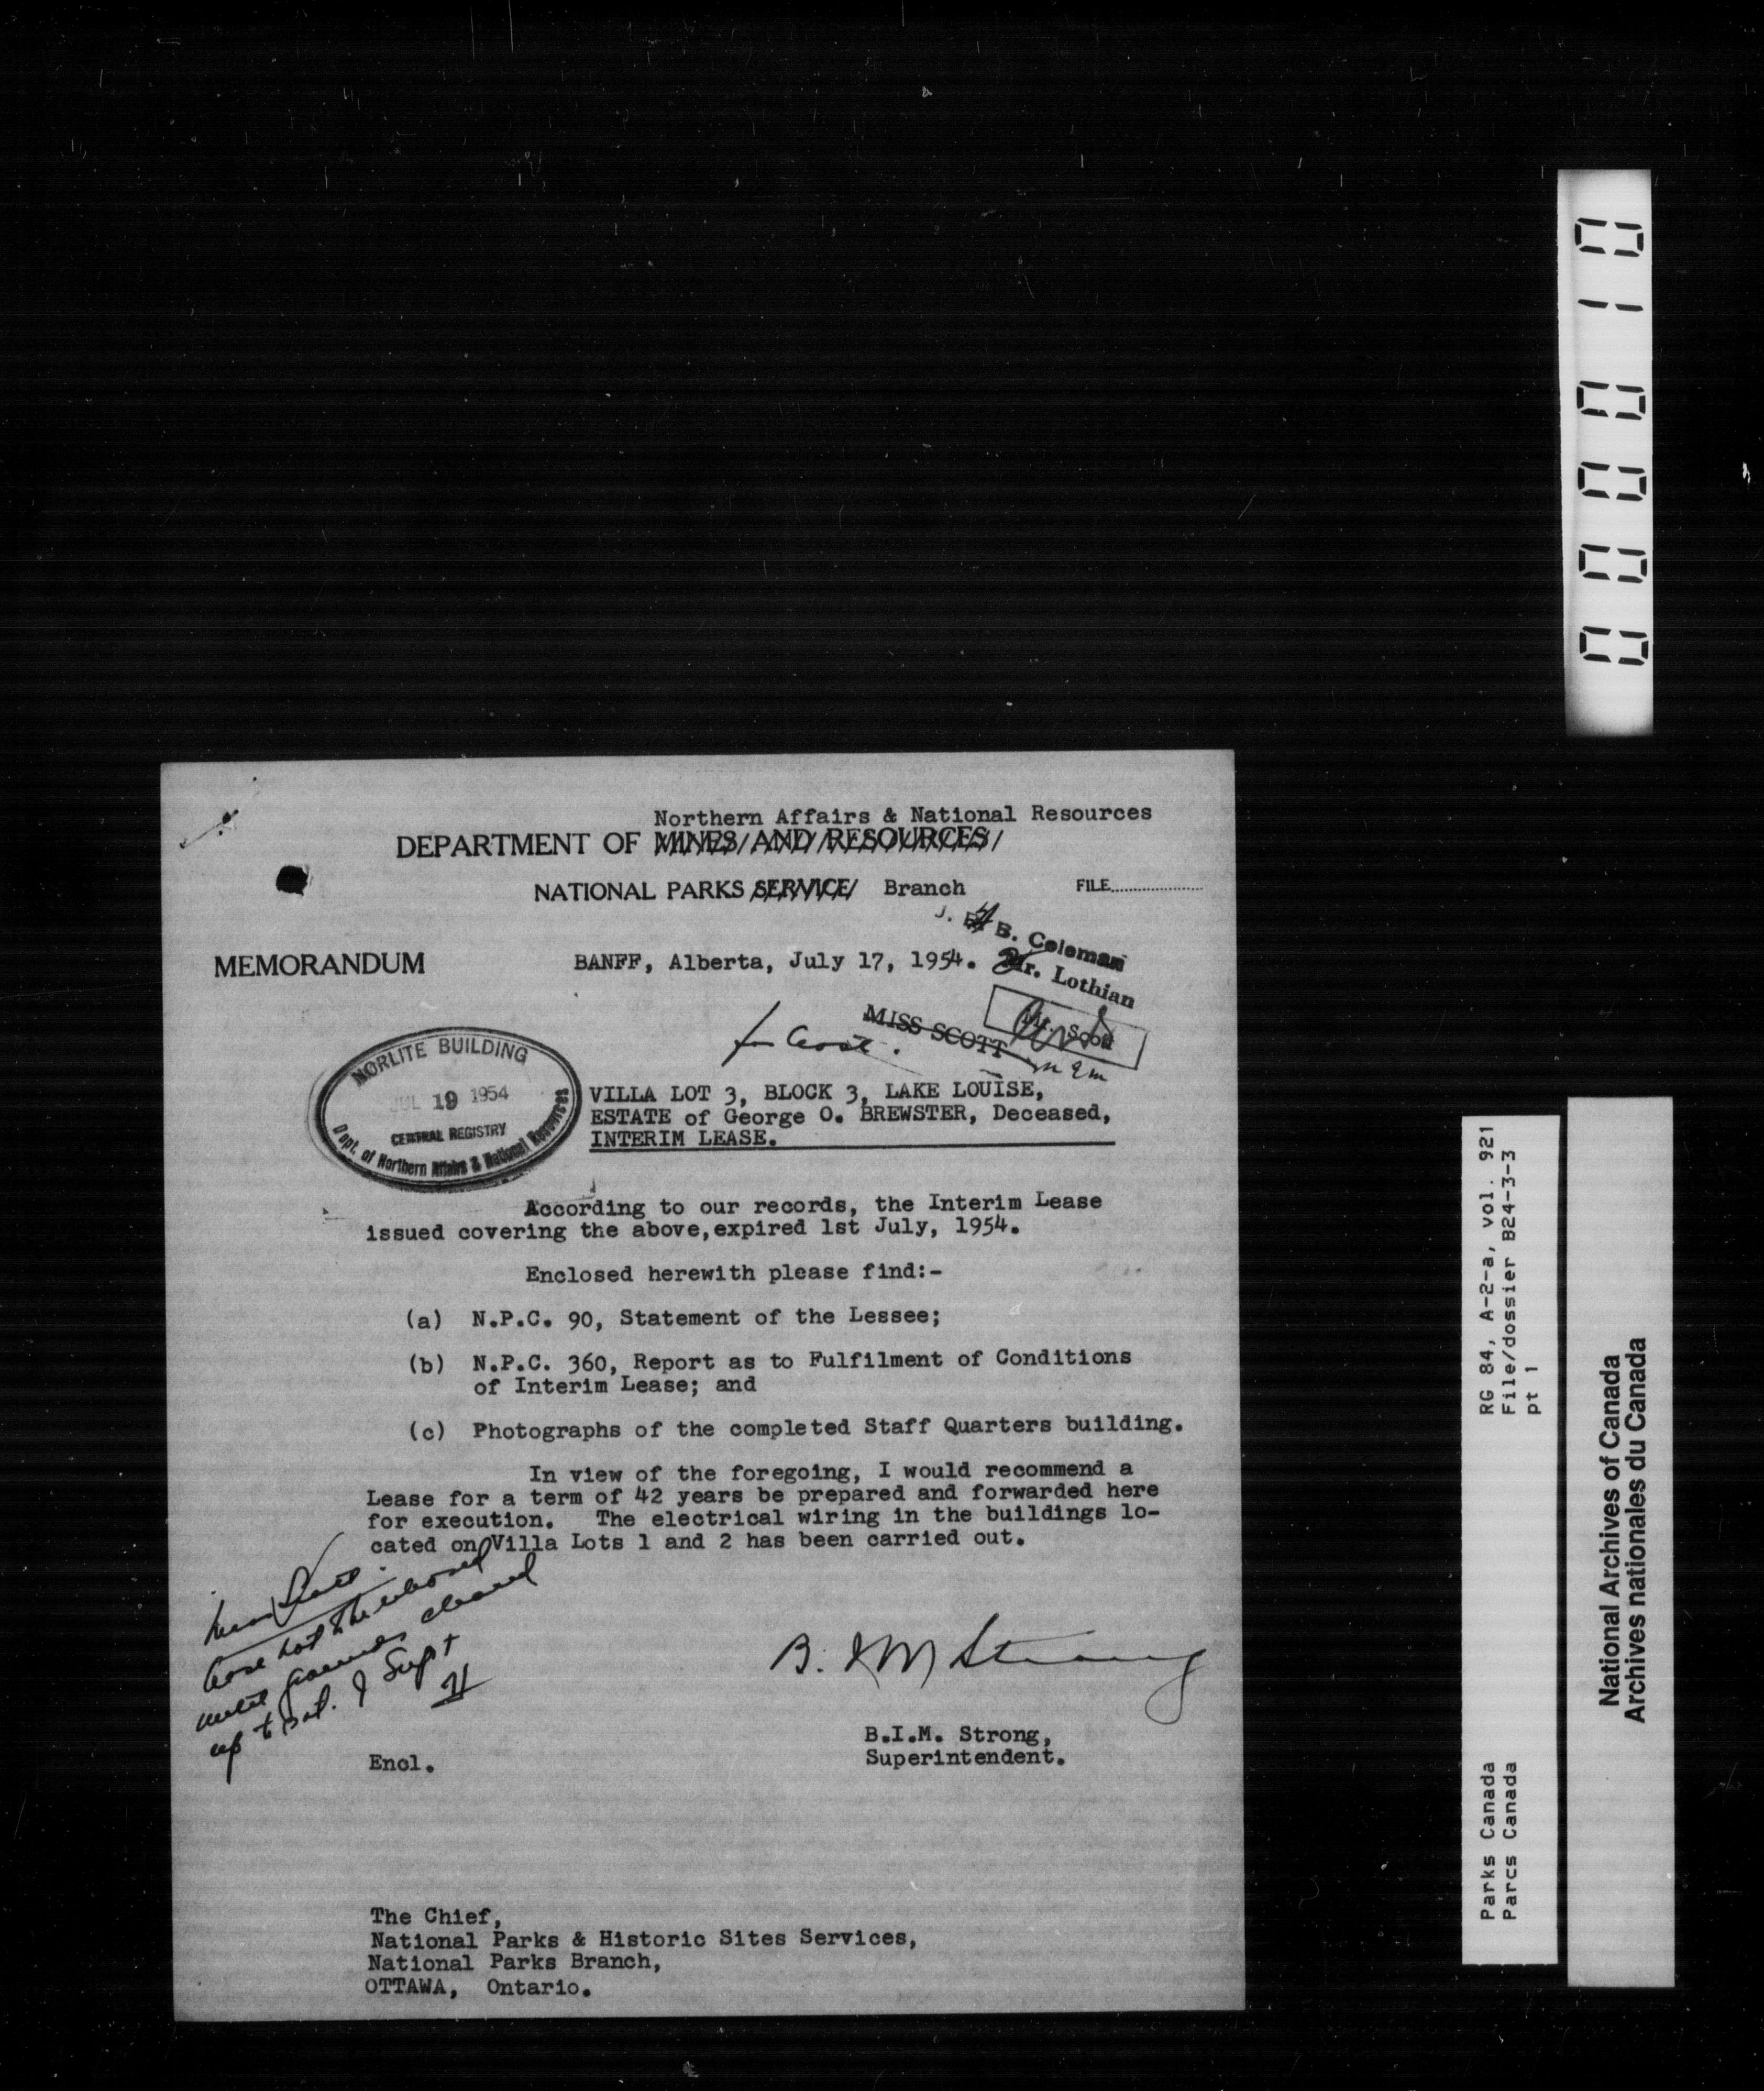 Northern Affairs & National Resources
DEPARTMENT OF MINES AND RESOURCES
NATIONAL PARKS SERVICE Branch FILE
J. B. Coleman
MEMORANDUM BANFF, Alberta, July 17, 1954.
Mr. Lothian
MISS SCOTT
NORLITE BUILDING
JUL 19 1954
CENTRAL REGISTRY
Dept. of Northern Affairs & National Resources
VILLA LOT 3, BLOCK 3, LAKE LOUISE,
ESTATE of George O. BREWSTER, Deceased,
INTERIM LEASE.
According to our records, the Interim Lease
issued covering the above, expired 1st July, 1954.
Enclosed herewith please find:-
(a) N.P.C. 90, Statement of the Lessee;
(b) N.P.C. 360, Report as to Fulfilment of Conditions
of Interim Lease; and
(c) Photographs of the completed Staff Quarters building.
In view of the foregoing, I would recommend a
Lease for a term of 42 years be prepared and forwarded here
for execution. The electrical wiring in the buildings lo-
cated on Villa Lots 1 and 2 has been carried out.
not to be
until cleared
up
B.I.M. Strong
B.I.M. Strong,
Superintendent.
Encl.
The Chief,
National Parks & Historic Sites Services,
National Parks Branch,
OTTAWA, Ontario.
000010
RG 84, A-2-a, vol. 921
File/dossier B24-3-3
pt 1
Parks Canada
Parcs Canada
National Archives of Canada
Archives nationales du Canada